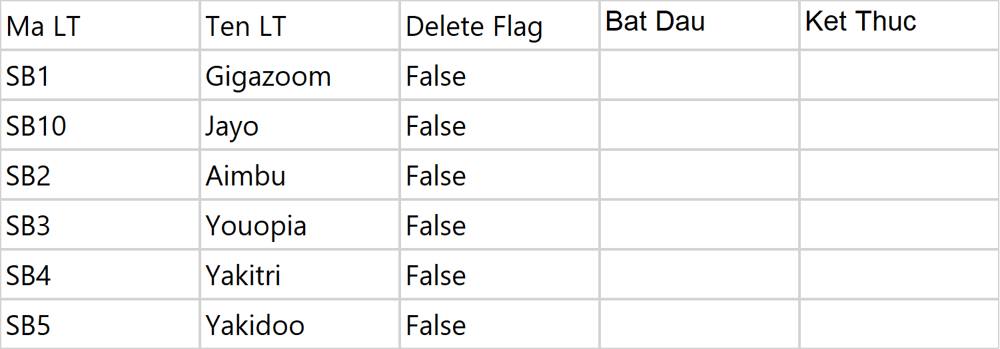 Ma LT Ten LT Delete Flag Bat Dau Ket Thuc
SB1 Gigazoom False
SB10 Jayo False
SB2 Aimbu False
SB3 Youopia False
SB4 Yakitri False
SB5 Yakidoo False